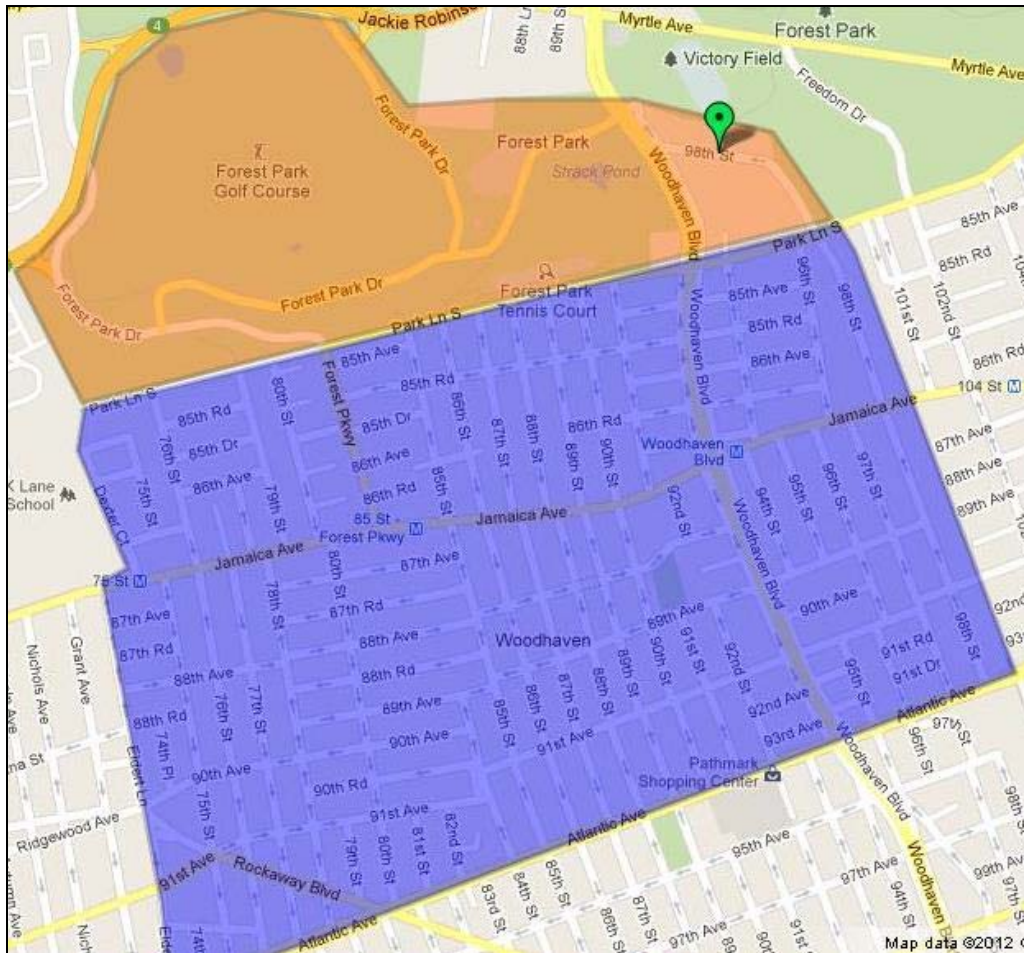 4
Jackie Robinson
88th Ln
89th St
Myrtle Ave
Forest Park
Victory Field
Myrtle Ave
Freedom Dr
Forest Park Dr
Forest Park
Strack Pond
98th St
Woodhaven Blvd
Forest Park
Golf Course
Forest Park Dr
Forest Park Dr
Forest Park
Tennis Court
Park Ln S
Park Ln S
Park Ln S
85th Ave
85th Rd
101st St
102nd St
86th Rd
104 St
M
96th St
98th St
85th Ave
85th Rd
86th Ave
Woodhaven Blvd
Forest Pkwy
85th Ave
85th Rd
85th Dr
86th Ave
86th Rd
80th St
85th Rd
85th Dr
86th Ave
76th St
75th St
79th St
Dexter Ct
K Lane
School
86th St
87th St
88th St
89th St
90th St
86th Rd
85th St
Woodhaven
Blvd
M
Jamaica Ave
87th Ave
88th Ave
89th Ave
97th St
96th St
95th St
94th St
92nd St
Woodhaven Blvd
Jamaica Ave
85 St
Forest Pkwy
M
Jamaica Ave
75 St
M
87th Ave
80th St
78th St
87th Rd
87th Ave
87th Rd
88th Ave
88th Rd
88th Ave
88th Rd
89th Ave
90th Ave
90th Rd
91st Ave
90th Ave
Woodhaven
89th Ave
90th Ave
91st Rd
91st Dr
98th St
92nd
93rd
95th St
92nd Ave
93rd Ave
92nd St
91st St
90th St
89th St
88th St
87th St
86th St
85th St
91st Ave
Grant Ave
Nichols Ave
77th St
76th St
74th Pl
75th St
Eldert Ln
Ridgewood Ave
91st Ave
Rockaway Blvd
79th St
80th St
81st St
82nd St
Atlantic Ave
Atlantic Ave
Atlantic Ave
Pathmark
Shopping Center
Woodhaven Blvd
97th St
96th St
98th St
95th Ave
97th Ave
99th Ave
97th
94th St
83rd St
84th St
85th St
86th St
87th St
97th Ave
74th
Map data ©2012